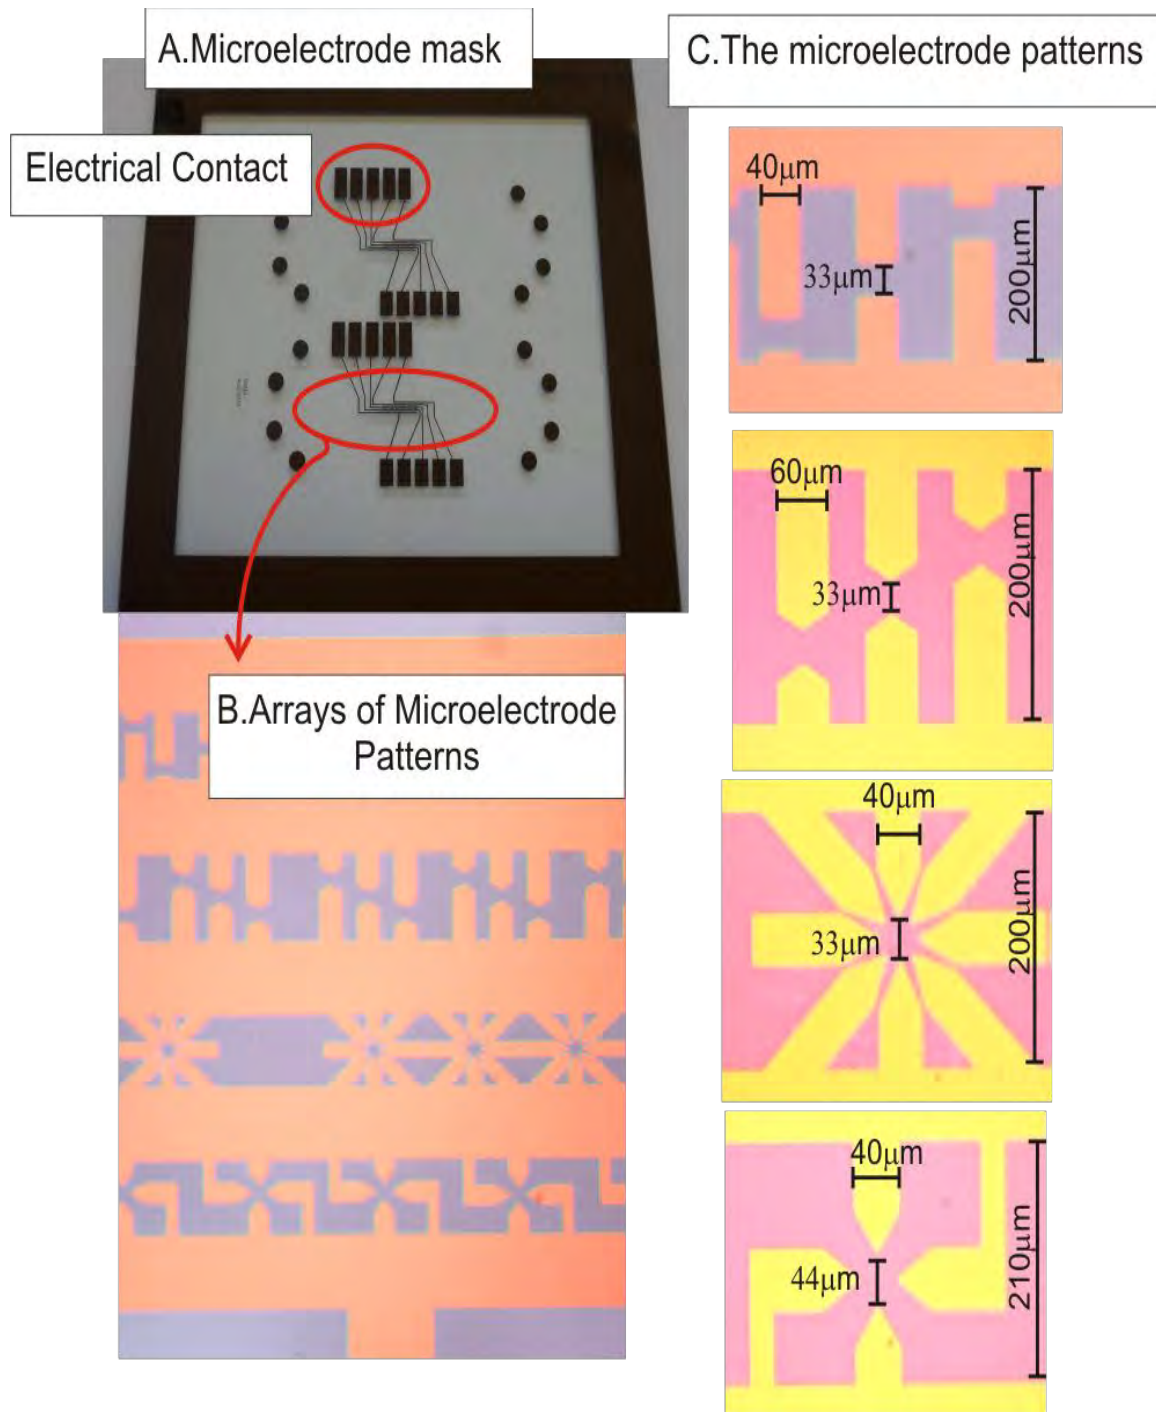 A.Microelectrode mask
C.The microelectrode patterns
Electrical Contact
40µm
33µm
200µm
60µm
33µm
200µm
B.Arrays of Microelectrode
Patterns
40µm
33µm
200µm
40µm
44µm
210µm